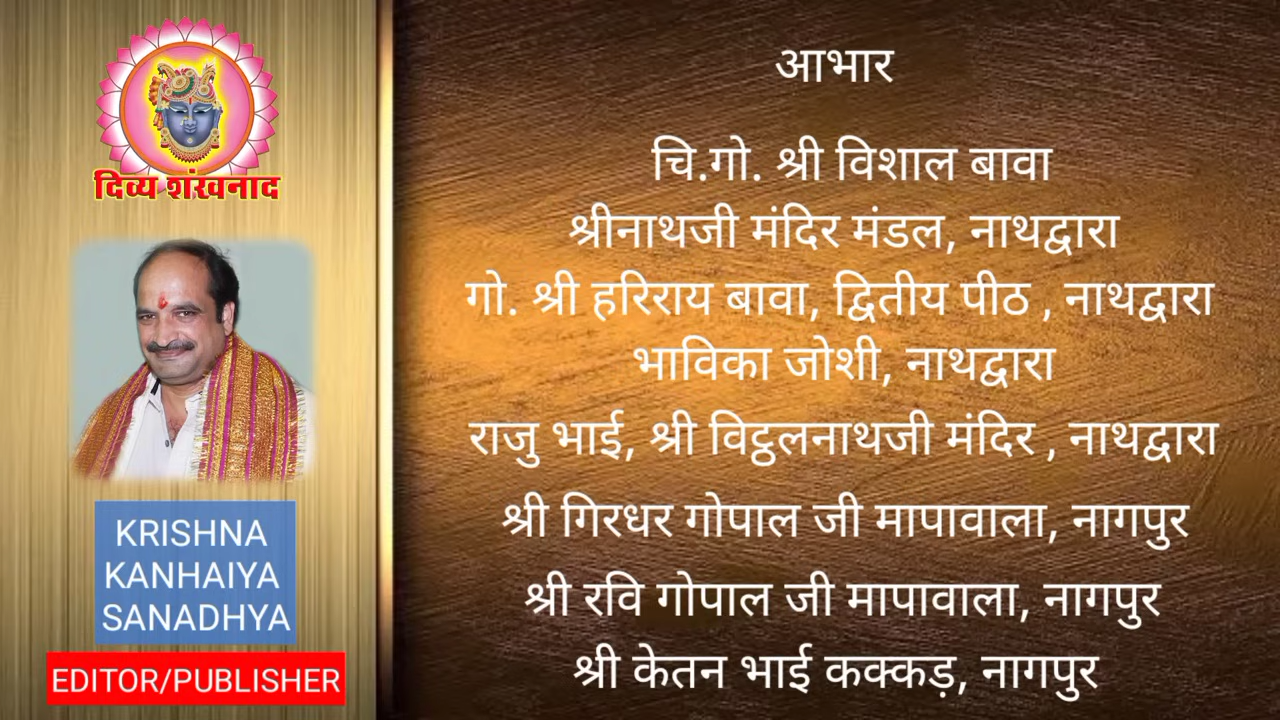 दिव्य शंखनाद
KRISHNA
KANHAIYA
SANADHYA
EDITOR/PUBLISHER
आभार
चि.गो. श्री विशाल बावा
श्रीनाथजी मंदिर मंडल, नाथद्वारा
गो. श्री हरिराय बावा, द्वितीय पीठ , नाथद्वारा
भाविका जोशी, नाथद्वारा
राजु भाई, श्री विट्ठलनाथजी मंदिर , नाथद्वारा
श्री गिरधर गोपाल जी मापावाला, नागपुर
श्री रवि गोपाल जी मापावाला, नागपुर
श्री केतन भाई कक्कड़, नागपुर